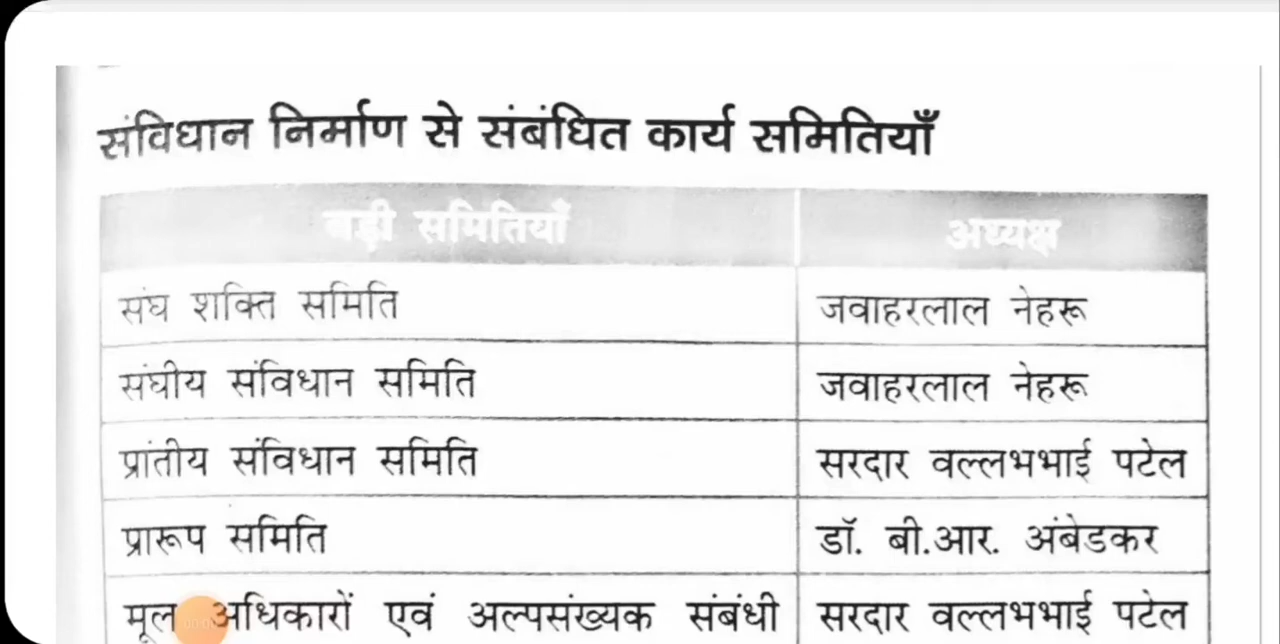 संविधान निर्माण से संबंधित कार्य समितियाँ
बड़ी समितियाँ अध्यक्ष
संघ शक्ति समिति जवाहरलाल नेहरू
संघीय संविधान समिति जवाहरलाल नेहरू
प्रांतीय संविधान समिति सरदार वल्लभभाई पटेल
प्रारूप समिति डॉ. बी.आर. अंबेडकर
मूल अधिकारों एवं अल्पसंख्यक संबंधी सरदार वल्लभभाई पटेल